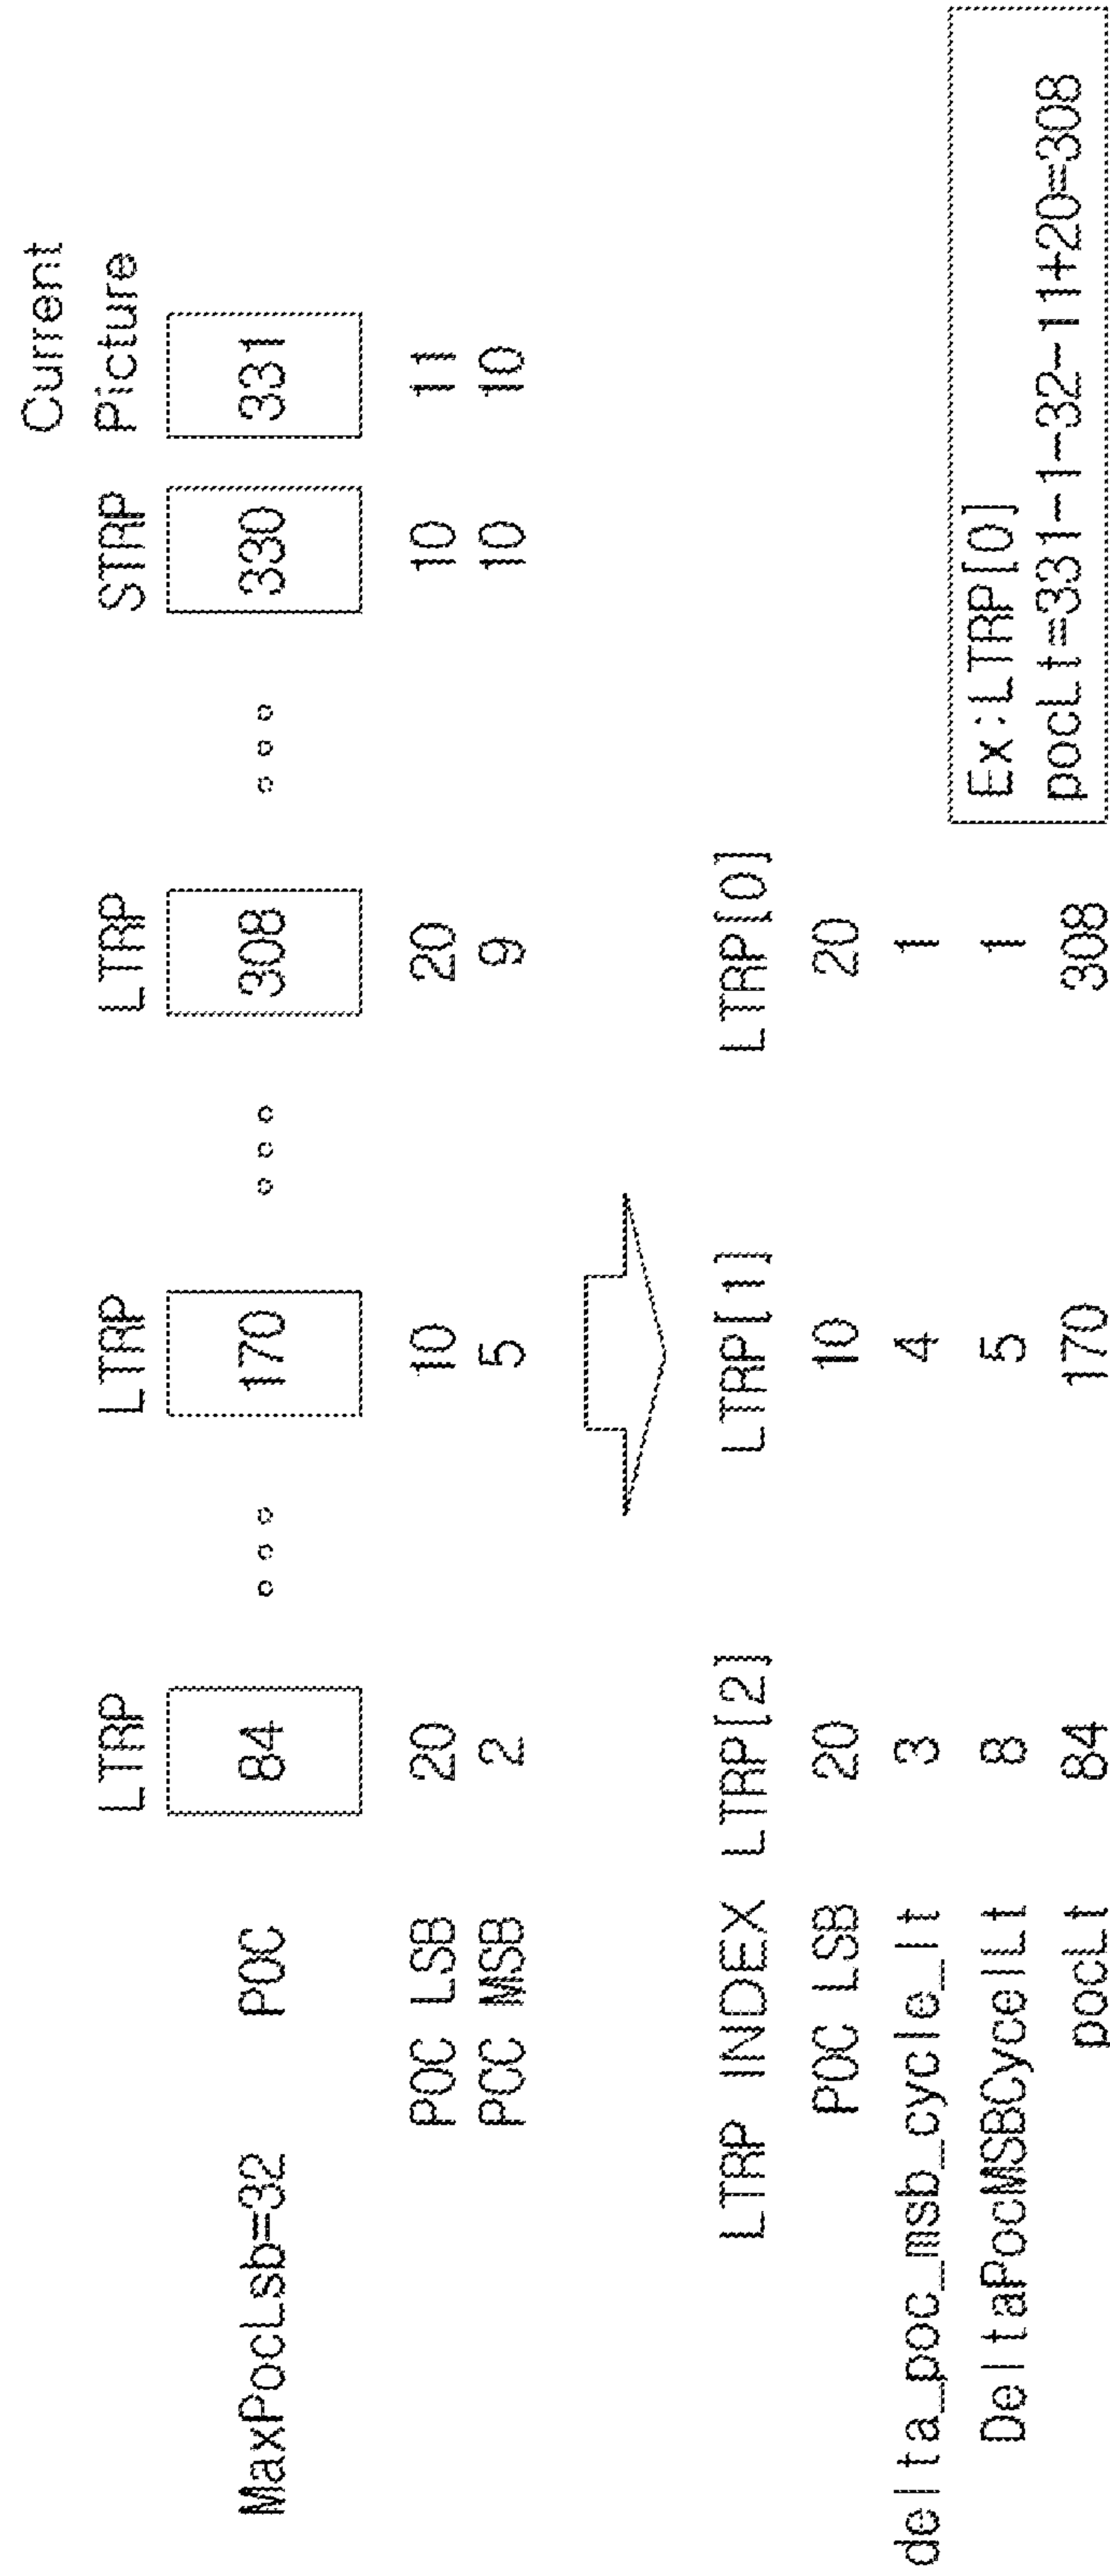 Current
LTRP LTRP LTRP STRP Picture
MaxPocLsb=32 POC 84 170 308 330 331
POC LSB 20 10 20 10 11
PCC MSB 2 5 9 10 10
LTRP INDEX LTRP[2] LTRP[1] LTRP[0]
POC LSB 20 10 20
delta_poc_msb_cycle_lt 3 4 1
DeltaPocMSBCycelLt 8 5 1
pocLt 84 170 308
Ex:LTRP[0]
pocLt=331-1-32-11+20=308